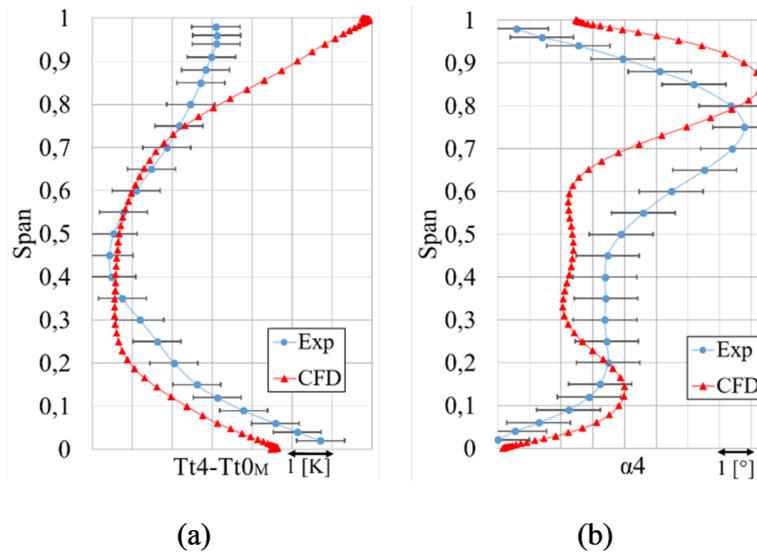 1
0,9
0,8
0,7
0,6
0,5
0,4
0,3
0,2
0,1
0
Span
Exp
CFD
Tt4-Tt0M
1 [K]
(a)
1
0,9
0,8
0,7
0,6
0,5
0,4
0,3
0,2
0,1
0
Span
Exp
CFD
α4
1 [°]
(b)